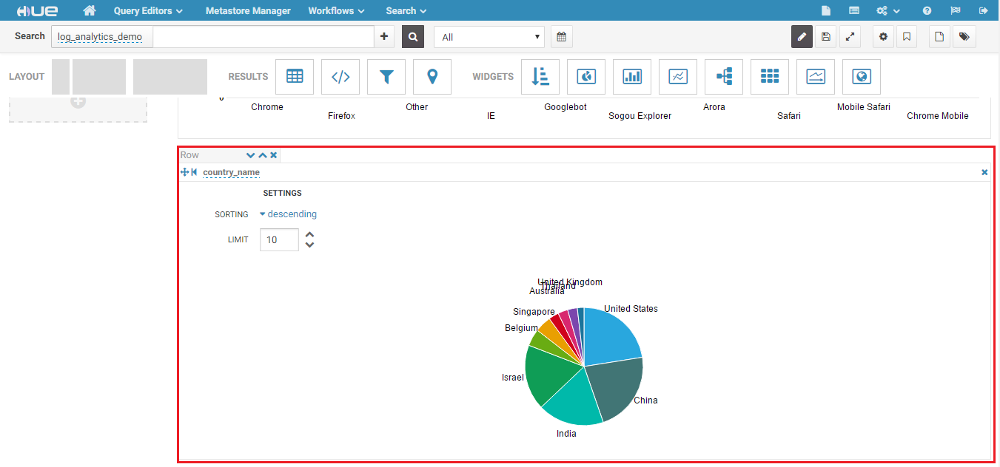 HUE Query Editors Metastore Manager Workflows Search
Search log_analytics_demo All
LAYOUT RESULTS WIDGETS
0
Chrome Other Googlebot Arora Mobile Safari
Firefox IE Sogou Explorer Safari Chrome Mobile
Row
country_name
SETTINGS
SORTING descending
LIMIT 10
United Kingdom
Thailand
Australia
United States
Singapore
Belgium
Israel
China
India